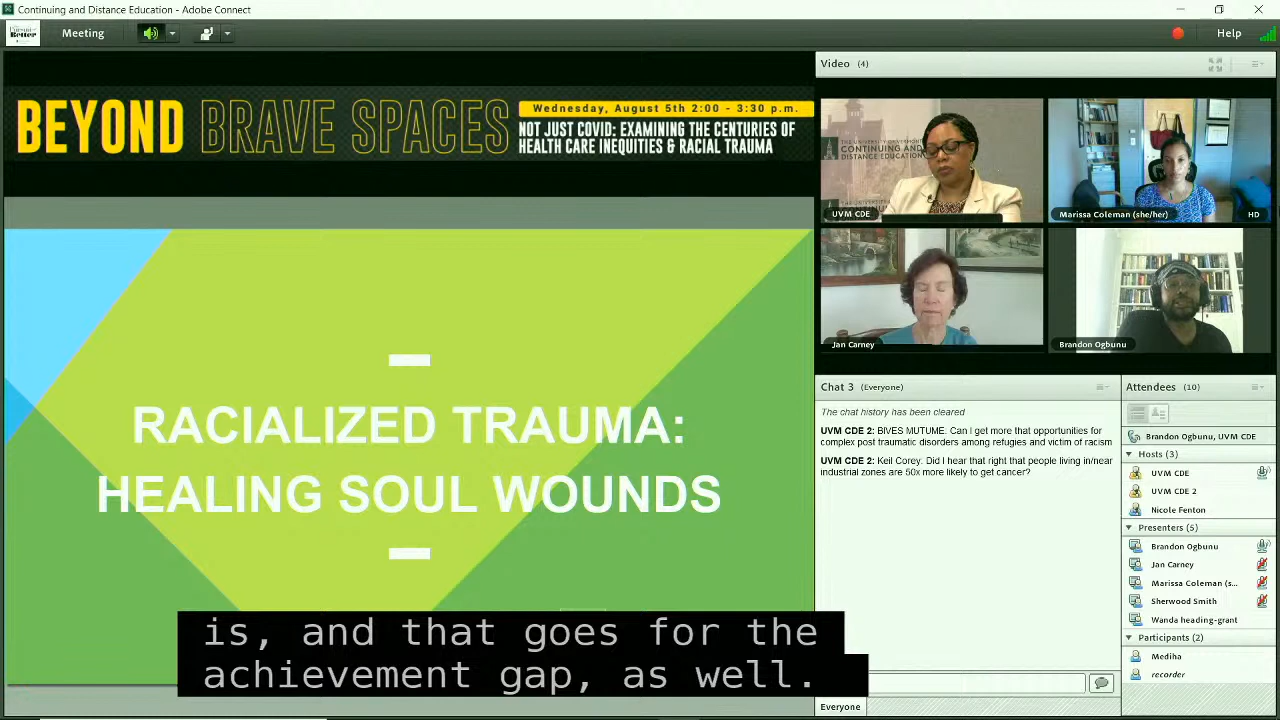 Continuing and Distance Education - Adobe Connect
Meeting
Help
BEYOND BRAVE SPACES
Wednesday, August 5th 2:00 - 3:30 p.m.
NOT JUST COVID: EXAMINING THE CENTURIES OF
HEALTH CARE INEQUITIES & RACIAL TRAUMA
RACIALIZED TRAUMA:
HEALING SOUL WOUNDS
is, and that goes for the
achievement gap, as well.
Video (4)
CONTINUING AND
DISTANCE EDUCATION
UVM CDE
Marissa Coleman (she/her)
HD
Jan Carney
Brandon Ogbunu
Chat 3 (Everyone)
The chat history has been cleared
UVM CDE 2: BIVES MUTUME: Can I get more that opportunities for
complex post traumatic disorders among refugies and victim of racism
UVM CDE 2: Keil Corey: Did I hear that right that people living in/near
industrial zones are 50x more likely to get cancer?
Everyone
Attendees (10)
Brandon Ogbunu, UVM CDE
Hosts (3)
UVM CDE
UVM CDE 2
Nicole Fenton
Presenters (5)
Brandon Ogbunu
Jan Carney
Marissa Coleman (s...
Sherwood Smith
Wanda heading-grant
Participants (2)
Mediha
recorder